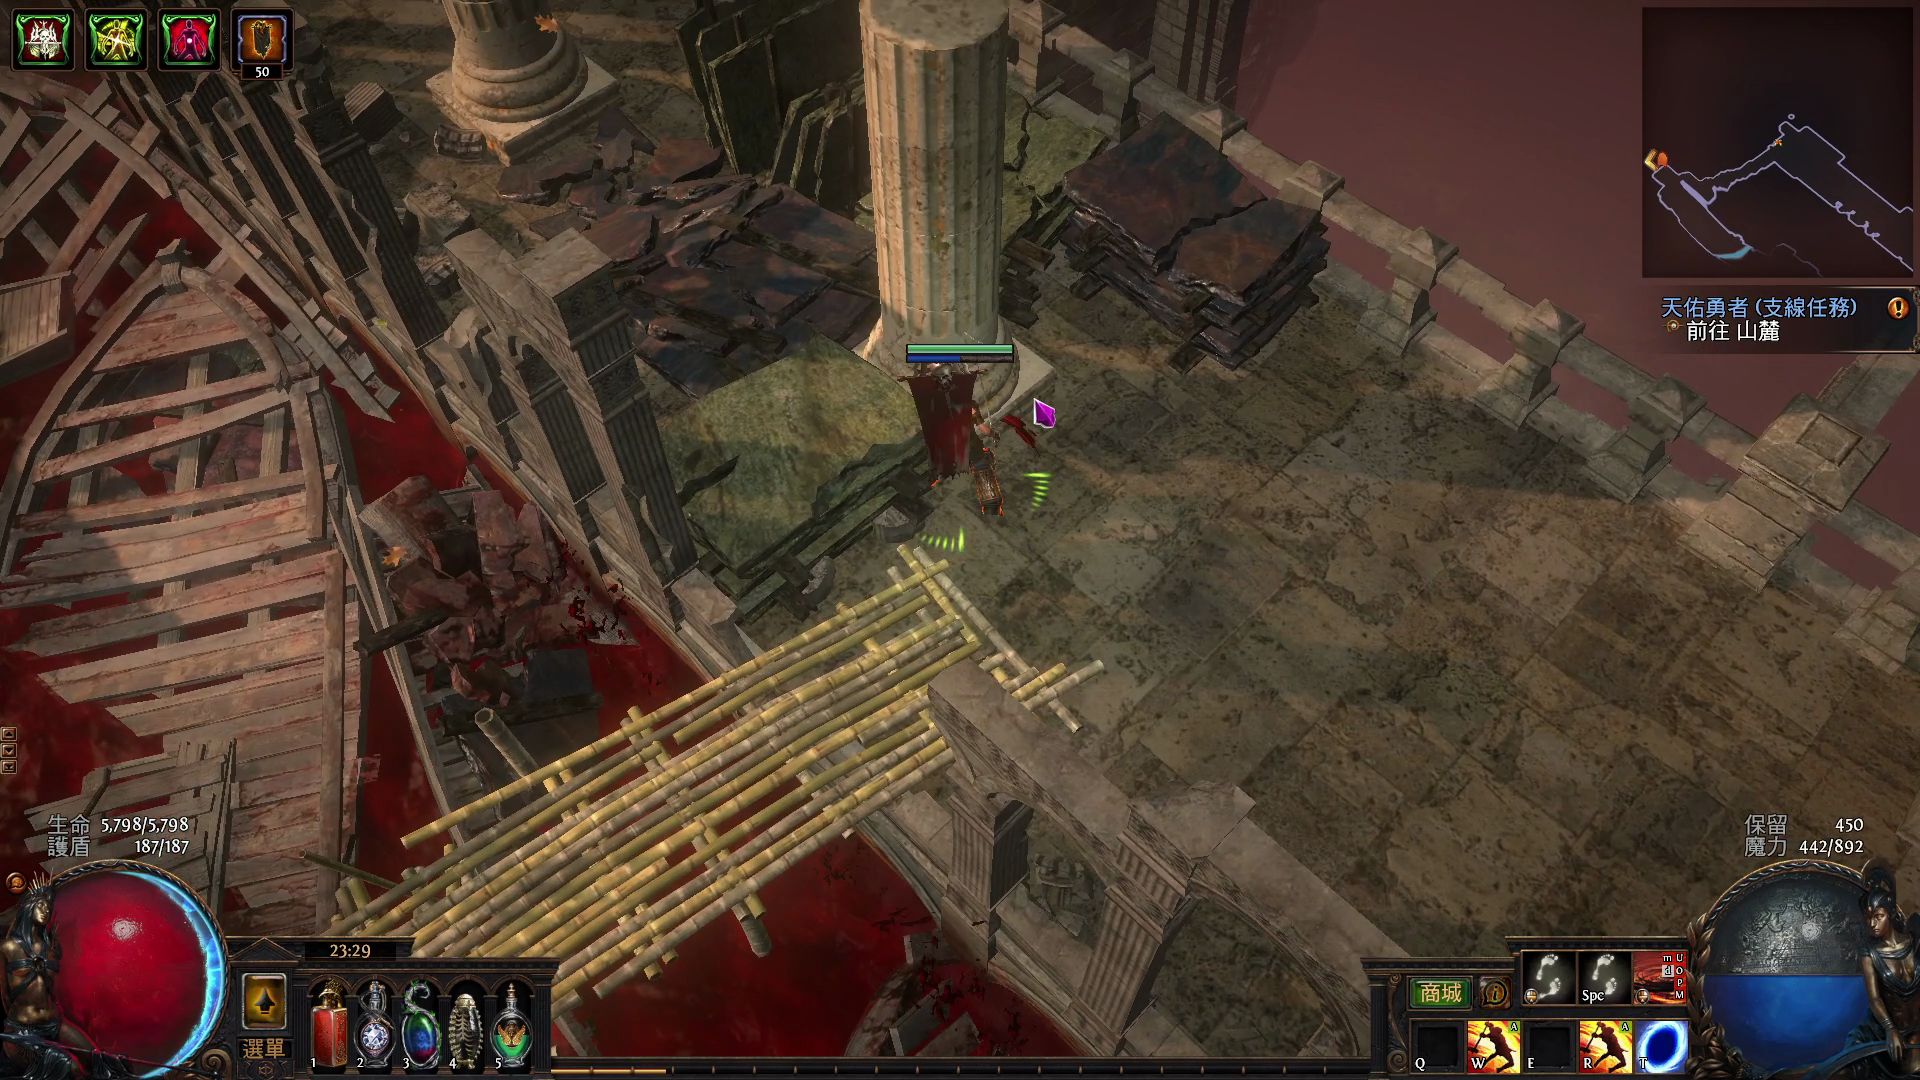 50
天佑勇者 (支線任務)
前往 山麓
生命 5,798/5,798
護盾 187/187
保留 450
魔力 442/892
23:29
選單
1 2 3 4 5
商城
Spc
m U
d O
P
M
Q W A E R A T